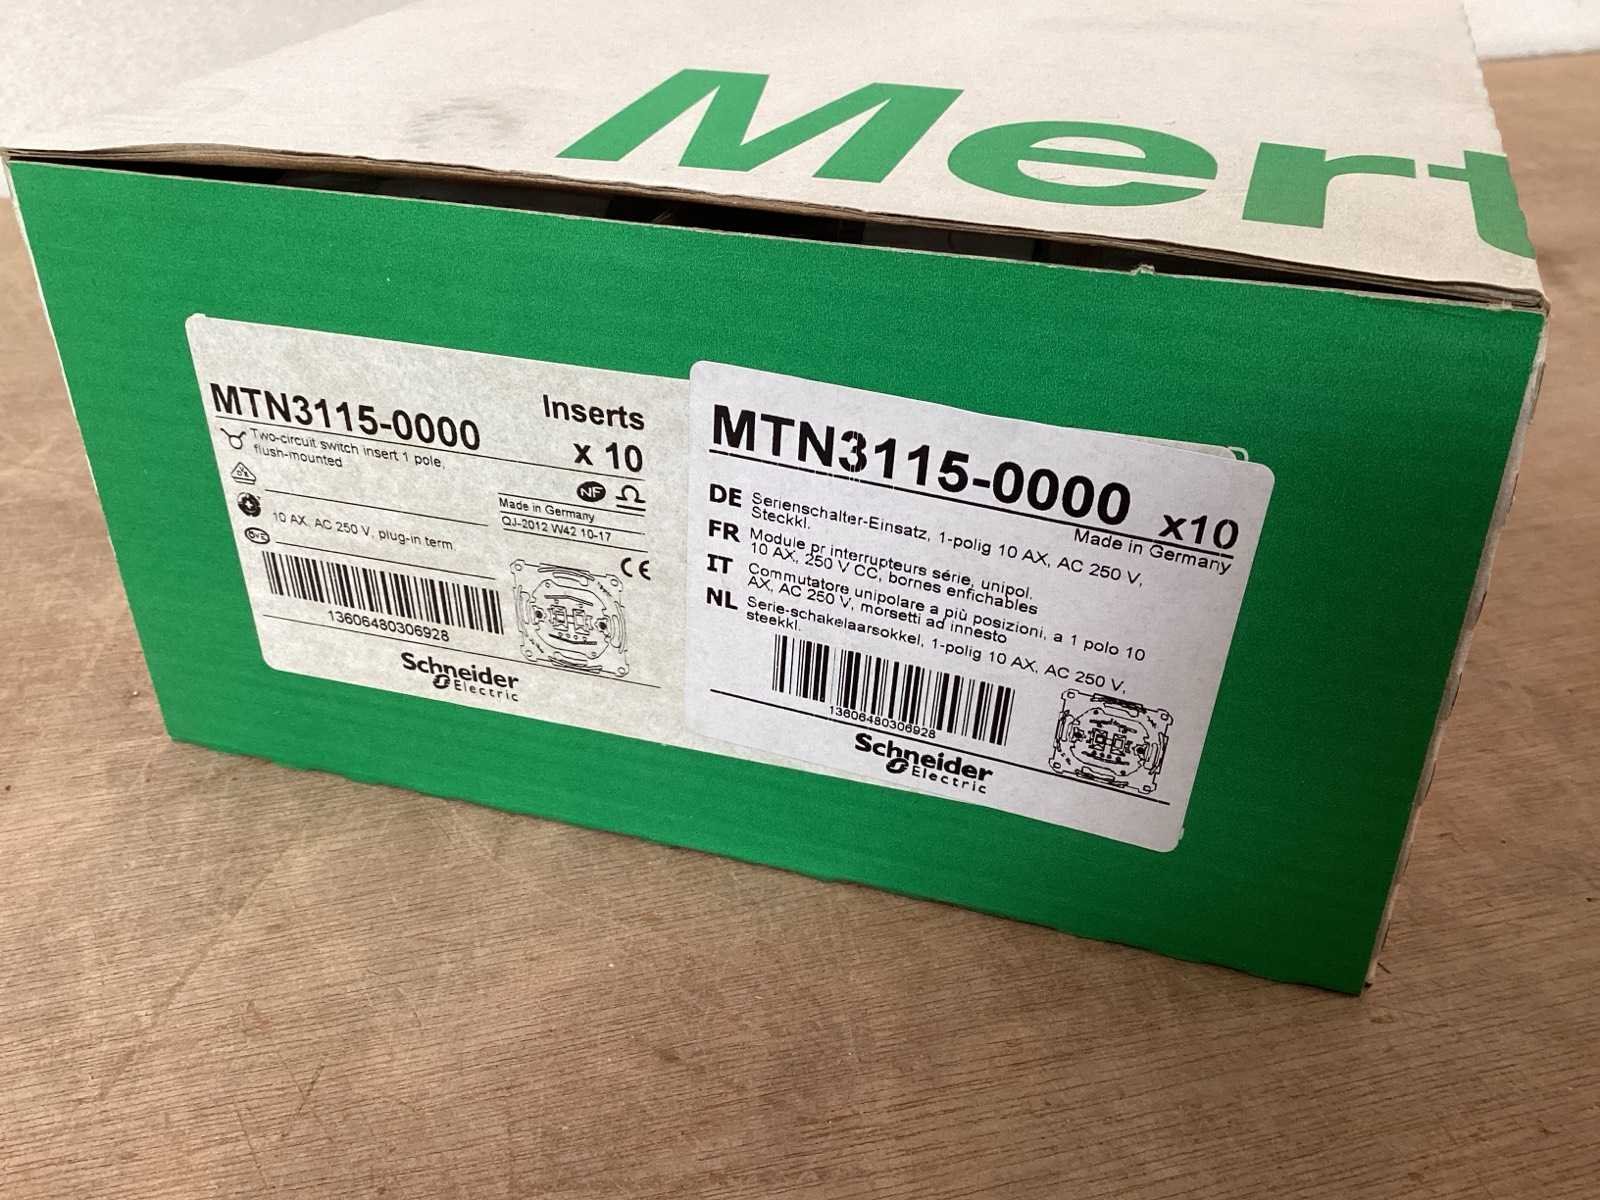 Mert
MTN3115-0000
Inserts
x 10
Two-circuit switch insert 1 pole,
flush-mounted
NF
Made in Germany
QJ-2012 W42 10-17
10 AX, AC 250 V, plug-in term.
CE
13606480306928
Schneider
Electric
MTN3115-0000
x10
Made in Germany
DE Serienschalter-Einsatz, 1-polig 10 AX, AC 250 V,
Steckkl.
FR Module pr interrupteurs série, unipol.
10 AX, 250 V CC, bornes enfichables
IT Commutatore unipolare a più posizioni, a 1 polo 10
AX, AC 250 V, morsetti ad innesto
NL Serie-schakelaarsokkel, 1-polig 10 AX, AC 250 V,
steekkl.
13606480306928
Schneider
Electric